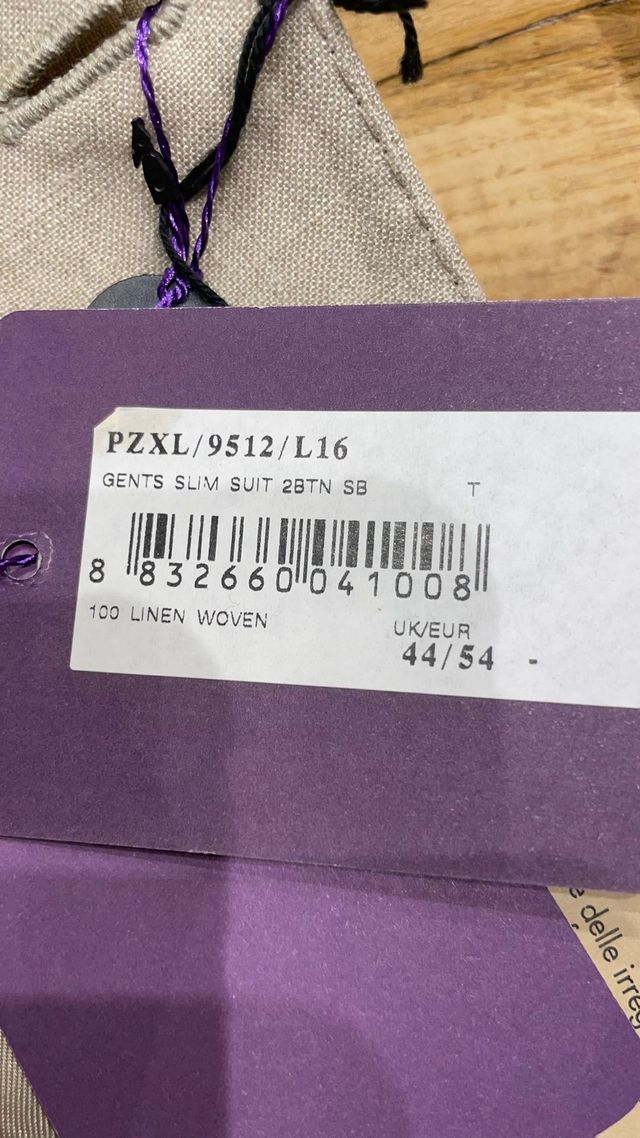 PZXL/9512/L16
GENTS SLIM SUIT 2BTN SB T
8 832660 041008
100 LINEN WOVEN
UK/EUR
44/54 -
delle irreg